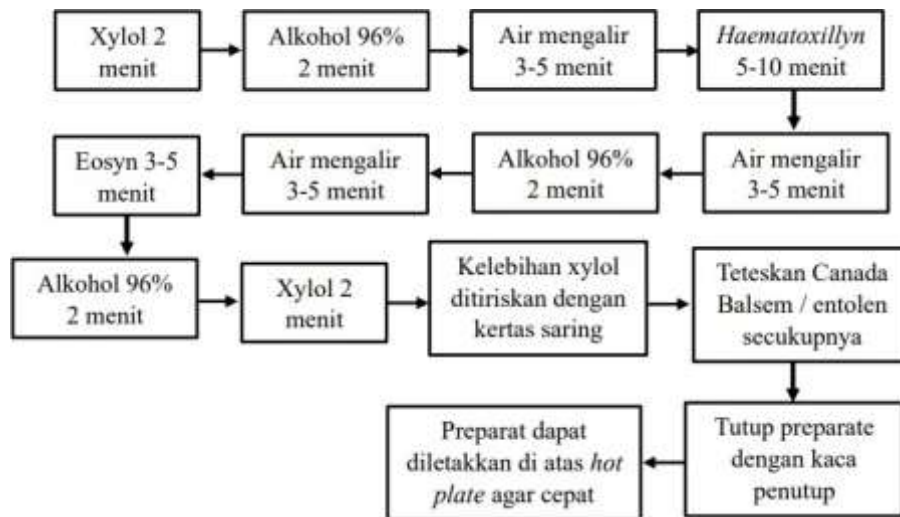 Xylol 2
menit
Alkohol 96%
2 menit
Air mengalir
3-5 menit
Haematoxillyn
5-10 menit
Air mengalir
3-5 menit
Alkohol 96%
2 menit
Air mengalir
3-5 menit
Eosyn 3-5
menit
Alkohol 96%
2 menit
Xylol 2
menit
Kelebihan xylol
ditiriskan dengan
kertas saring
Teteskan Canada
Balsem / entolen
secukupnya
Tutup preparate
dengan kaca
penutup
Preparat dapat
diletakkan di atas hot
plate agar cepat